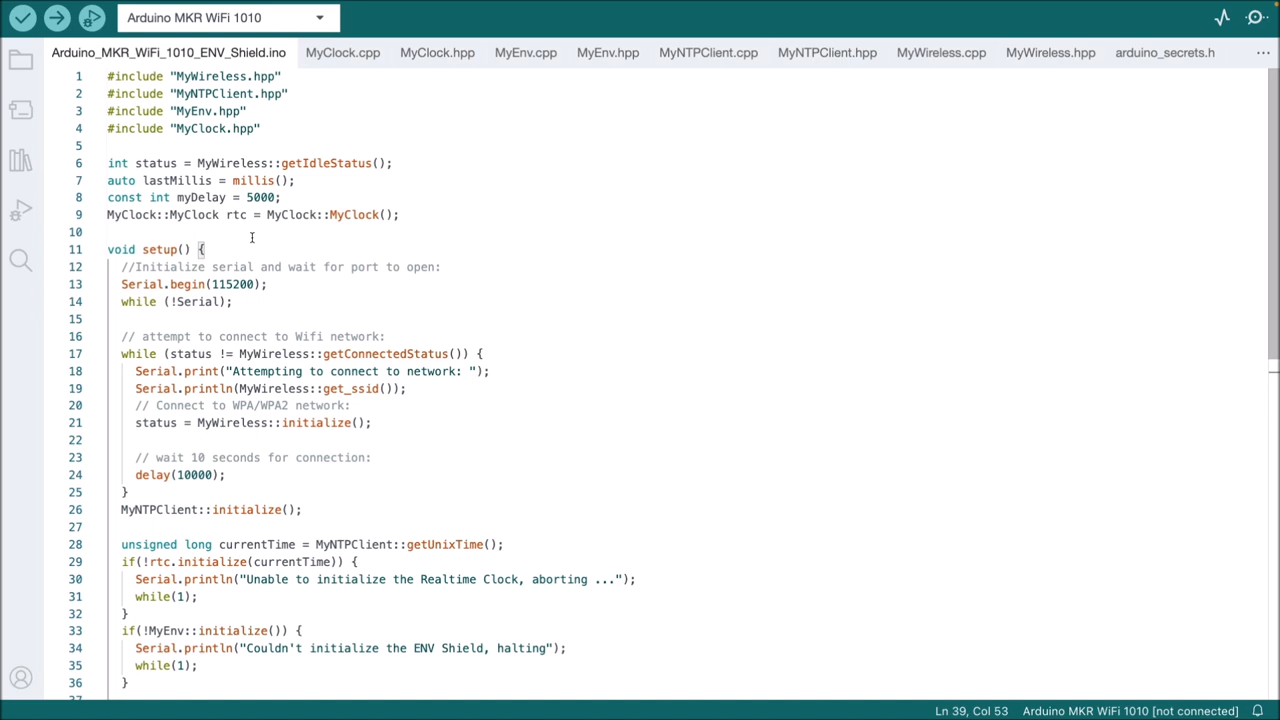 Arduino MKR WiFi 1010
Arduino_MKR_WiFi_1010_ENV_Shield.ino MyClock.cpp MyClock.hpp MyEnv.cpp MyEnv.hpp MyNTPClient.cpp MyNTPClient.hpp MyWireless.cpp MyWireless.hpp arduino_secrets.h ...
1 #include "MyWireless.hpp"
2 #include "MyNTPClient.hpp"
3 #include "MyEnv.hpp"
4 #include "MyClock.hpp"
5
6 int status = MyWireless::getIdleStatus();
7 auto lastMillis = millis();
8 const int myDelay = 5000;
9 MyClock::MyClock rtc = MyClock::MyClock();
10
11 void setup() {
12 //Initialize serial and wait for port to open:
13 Serial.begin(115200);
14 while (!Serial);
15
16 // attempt to connect to Wifi network:
17 while (status != MyWireless::getConnectedStatus()) {
18 Serial.print("Attempting to connect to network: ");
19 Serial.println(MyWireless::get_ssid());
20 // Connect to WPA/WPA2 network:
21 status = MyWireless::initialize();
22
23 // wait 10 seconds for connection:
24 delay(10000);
25 }
26 MyNTPClient::initialize();
27
28 unsigned long currentTime = MyNTPClient::getUnixTime();
29 if(!rtc.initialize(currentTime)) {
30 Serial.println("Unable to initialize the Realtime Clock, aborting ...");
31 while(1);
32 }
33 if(!MyEnv::initialize()) {
34 Serial.println("Couldn't initialize the ENV Shield, halting");
35 while(1);
36 }
37
Ln 39, Col 53 Arduino MKR WiFi 1010 [not connected]